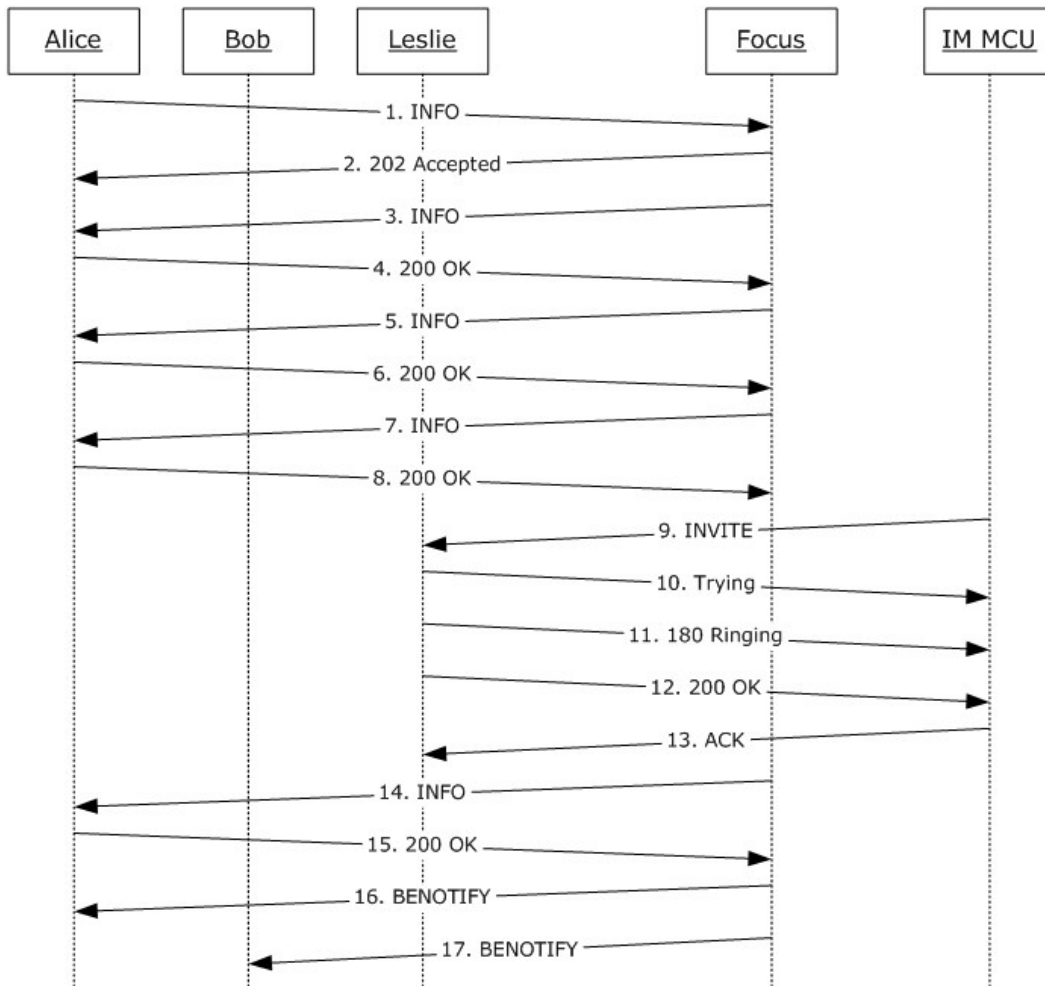 Alice
Bob
Leslie
Focus
IM MCU
1. INFO
2. 202 Accepted
3. INFO
4. 200 OK
5. INFO
6. 200 OK
7. INFO
8. 200 OK
9. INVITE
10. Trying
11. 180 Ringing
12. 200 OK
13. ACK
14. INFO
15. 200 OK
16. BENOTIFY
17. BENOTIFY